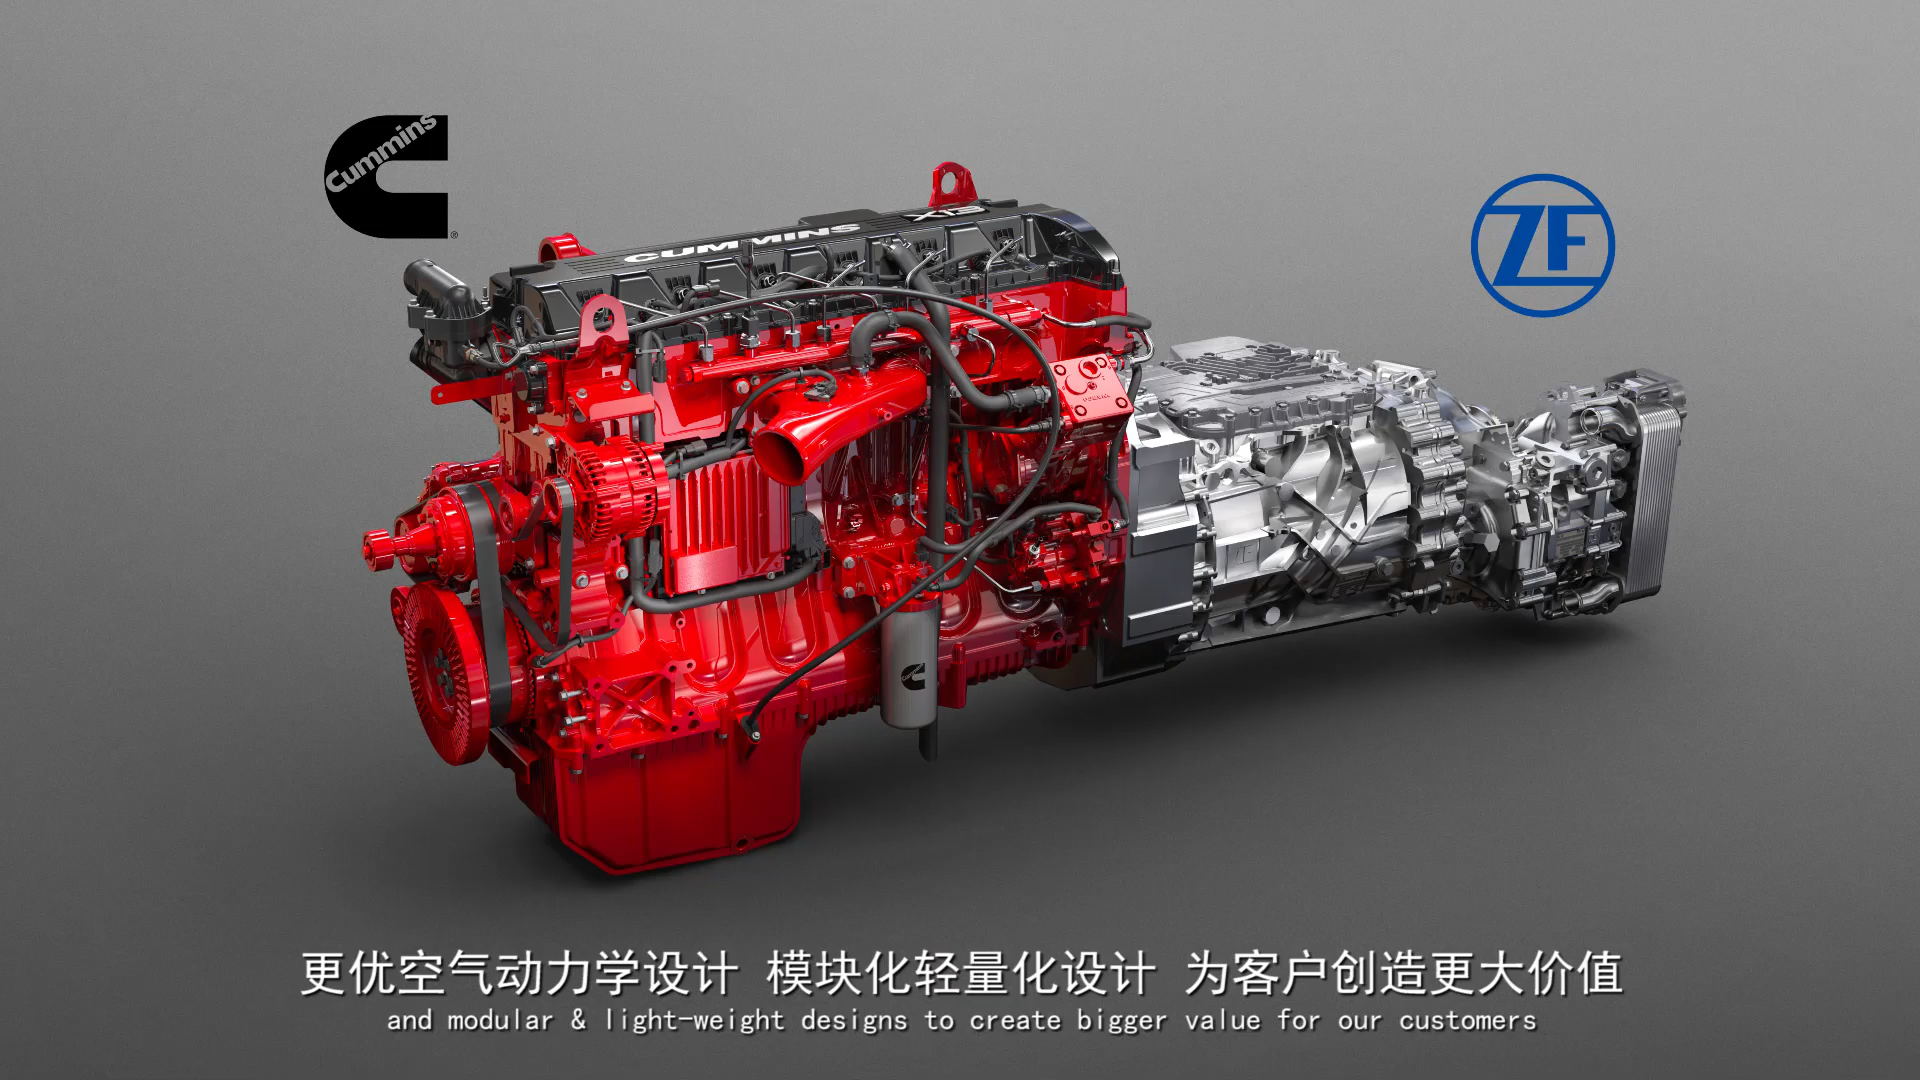 Cummins
®
ZF
CUMMINS X13
更优空气动力学设计 模块化轻量化设计 为客户创造更大价值
and modular & light-weight designs to create bigger value for our customers